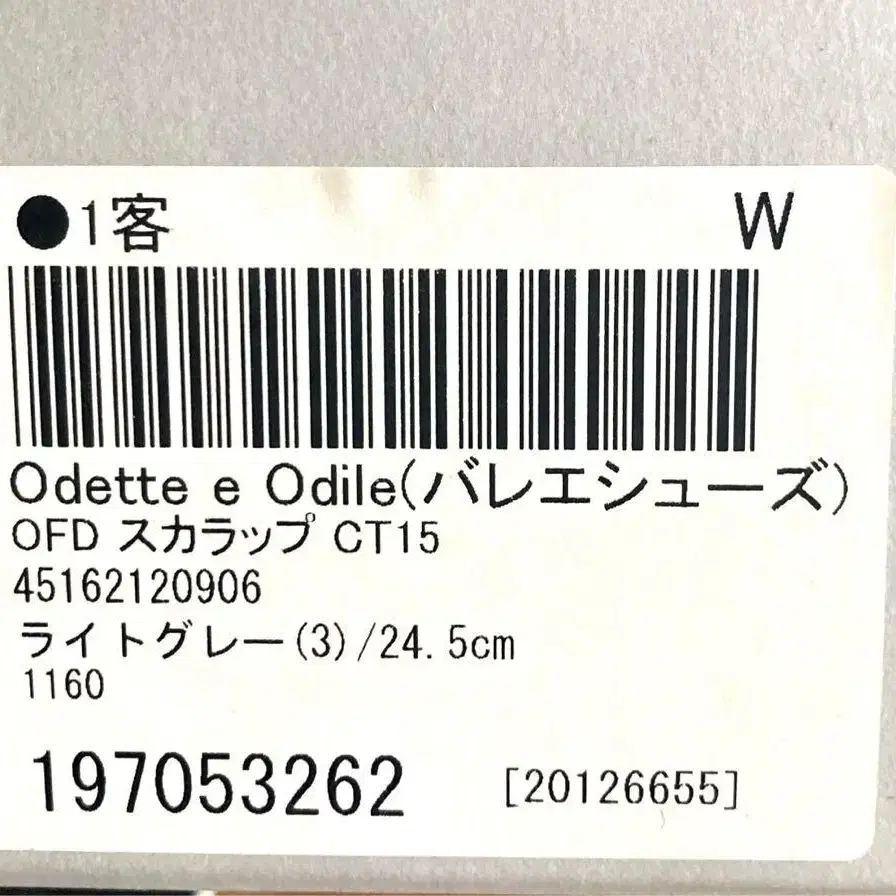 ●1客 W
Odette e Odile(バレエシューズ)
OFD スカラップ CT15
45162120906
ライトグレー(3)/24.5cm
1160
197053262 [20126655]